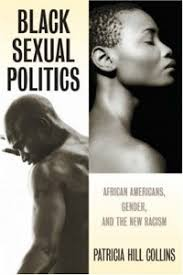 BLACK
SEXUAL
POLITICS
AFRICAN
AMERICANS,
GENDER,
AND THE NEW RACISM
PATRICIA HILL COLLINS